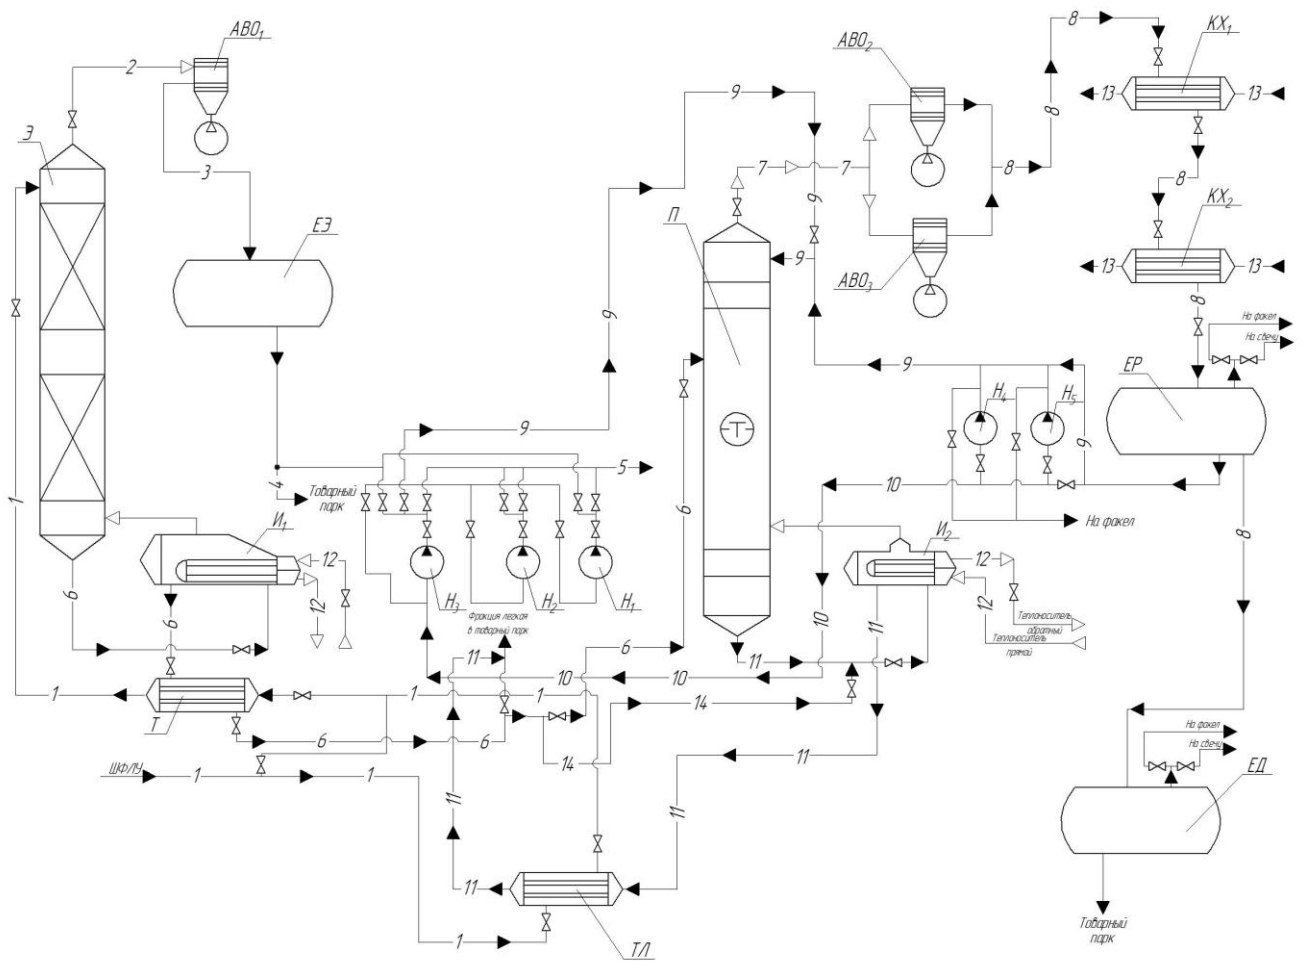 АВО₁
2
Э
3
ЕЭ
1
4
Товарный
парк
5
И₁
6
6
12
12
Т
1
6
6
ШФЛУ
1
1
1
9
9
9
9
9
9
9
9
Н₃
Н₂
Н₁
Фракция легкая
в товарный парк
11
6
6
10
10
10
10
1
1
14
14
11
11
11
11
11
11
ТЛ
П
Т
7
7
АВО₂
АВО₃
8
8
8
8
8
8
КХ₁
13
13
КХ₂
13
13
На факел
На свечу
ЕР
Н₄
Н₅
На факел
И₂
12
12
Теплоноситель
обратный
Теплоноситель
прямой
На факел
На свечу
ЕД
Товарный
парк